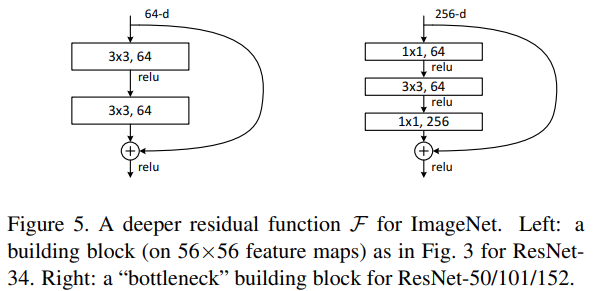 64-d
3x3, 64
relu
3x3, 64
+
relu
256-d
1x1, 64
relu
3x3, 64
relu
1x1, 256
+
relu
Figure 5. A deeper residual function F for ImageNet. Left: a
building block (on 56×56 feature maps) as in Fig. 3 for ResNet-
34. Right: a “bottleneck” building block for ResNet-50/101/152.